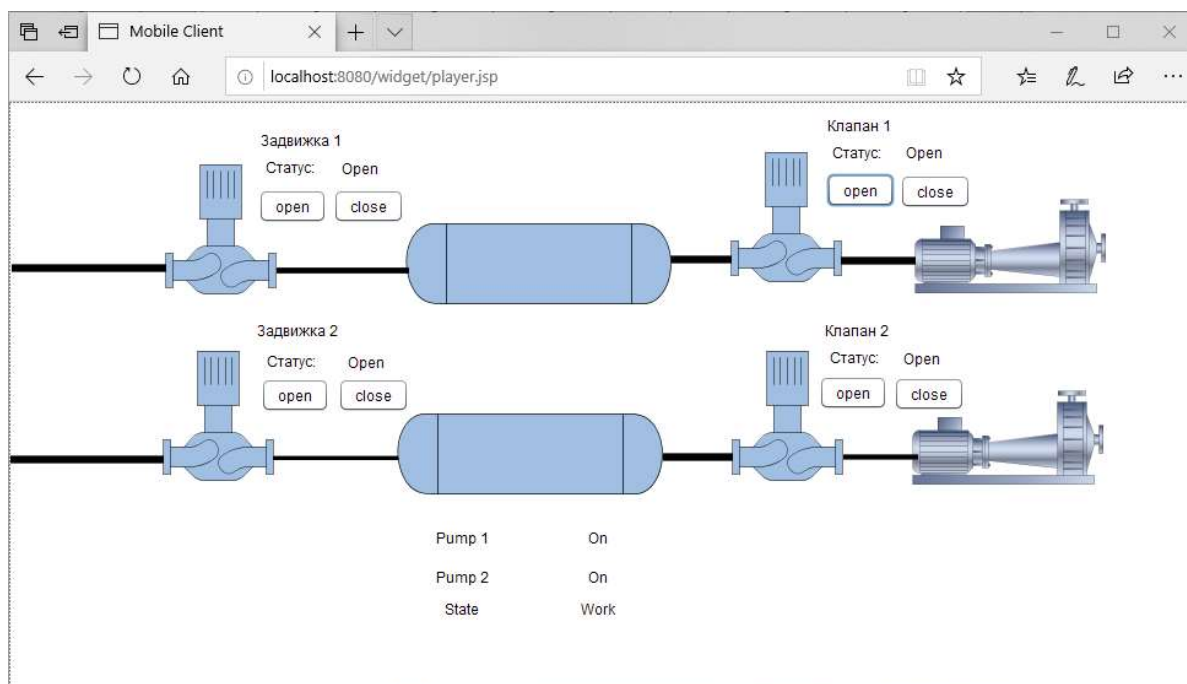 Mobile Client
localhost:8080/widget/player.jsp
Задвижка 1
Статус: Open
open close
Клапан 1
Статус: Open
open close
Задвижка 2
Статус: Open
open close
Клапан 2
Статус: Open
open close
Pump 1 On
Pump 2 On
State Work